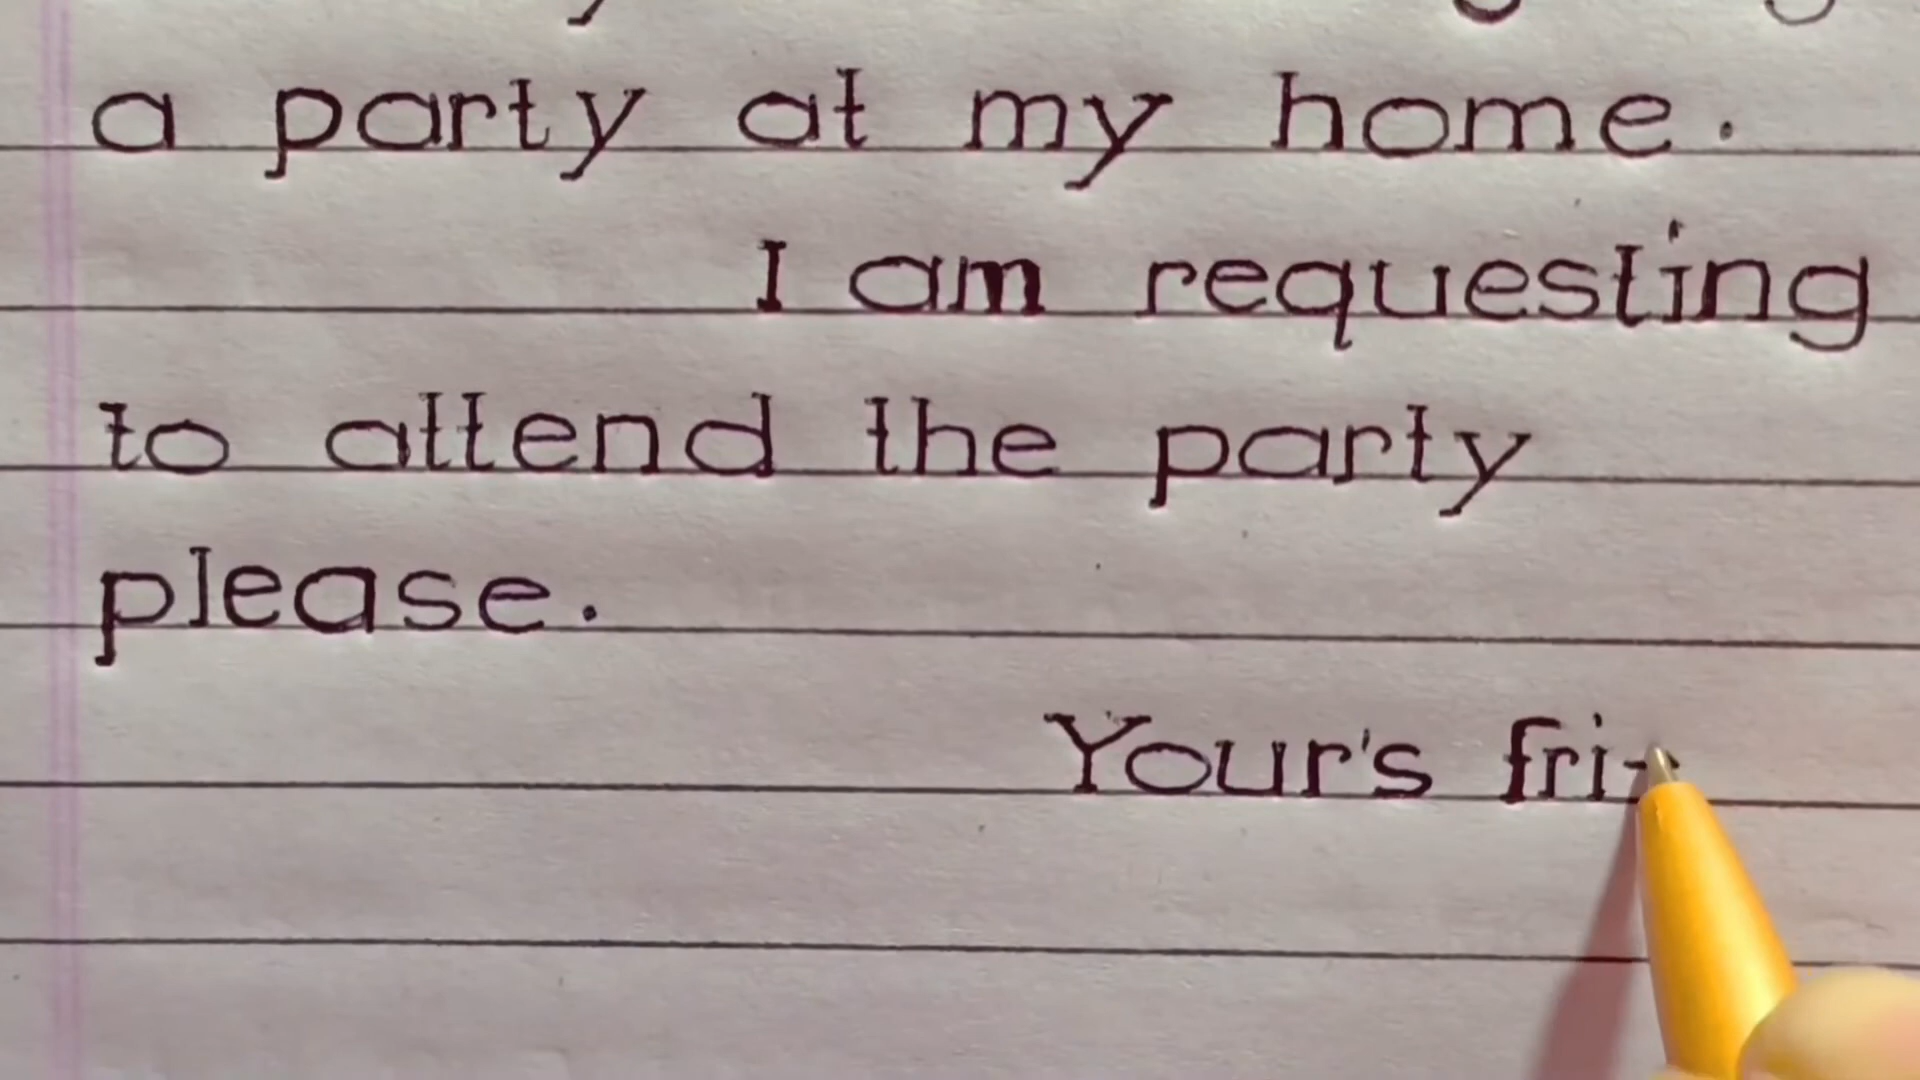 a party at my home.
I am requesting
to attend the party
please.
Your's fri